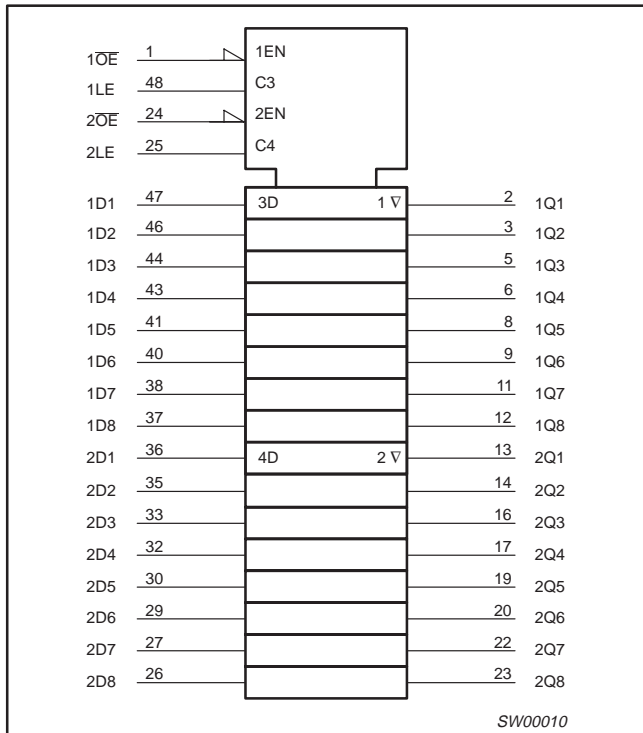 1O̅E̅ 1 1EN
1LE 48 C3
2O̅E̅ 24 2EN
2LE 25 C4
1D1 47 3D 1 ∇ 2 1Q1
1D2 46 3 1Q2
1D3 44 5 1Q3
1D4 43 6 1Q4
1D5 41 8 1Q5
1D6 40 9 1Q6
1D7 38 11 1Q7
1D8 37 12 1Q8
2D1 36 4D 2 ∇ 13 2Q1
2D2 35 14 2Q2
2D3 33 16 2Q3
2D4 32 17 2Q4
2D5 30 19 2Q5
2D6 29 20 2Q6
2D7 27 22 2Q7
2D8 26 23 2Q8
SW00010